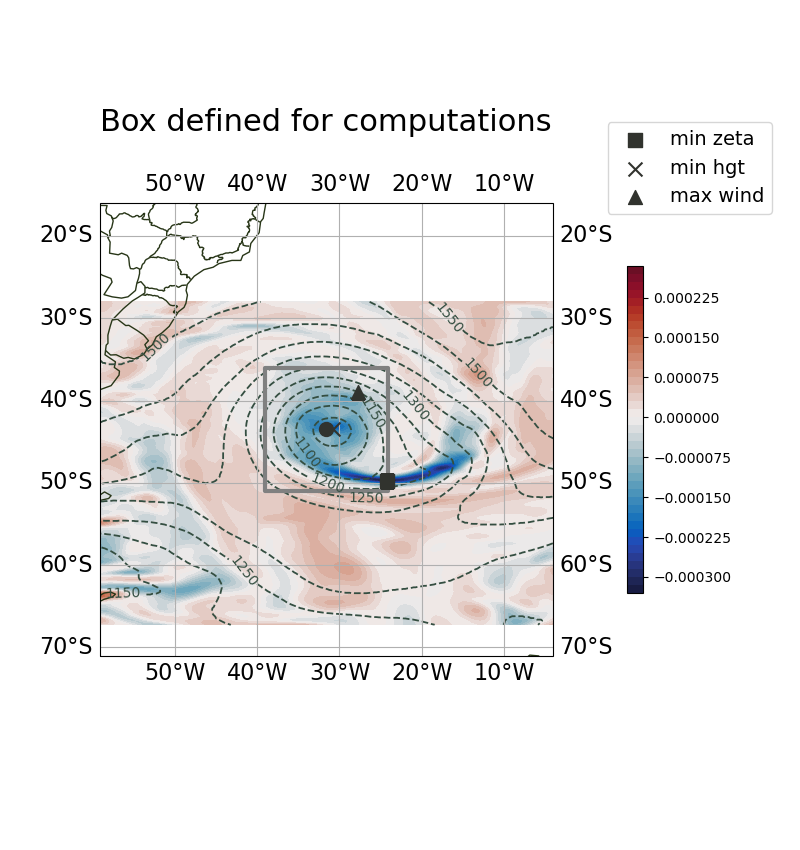 Box defined for computations
min zeta
min hgt
max wind
50°W 40°W 30°W 20°W 10°W
20°S 20°S
30°S 30°S
40°S 40°S
50°S 50°S
60°S 60°S
70°S 70°S
50°W 40°W 30°W 20°W 10°W
1550
1500
1500
1300
1150
1100
1200
1250
1250
1150
0.000225
0.000150
0.000075
0.000000
−0.000075
−0.000150
−0.000225
−0.000300